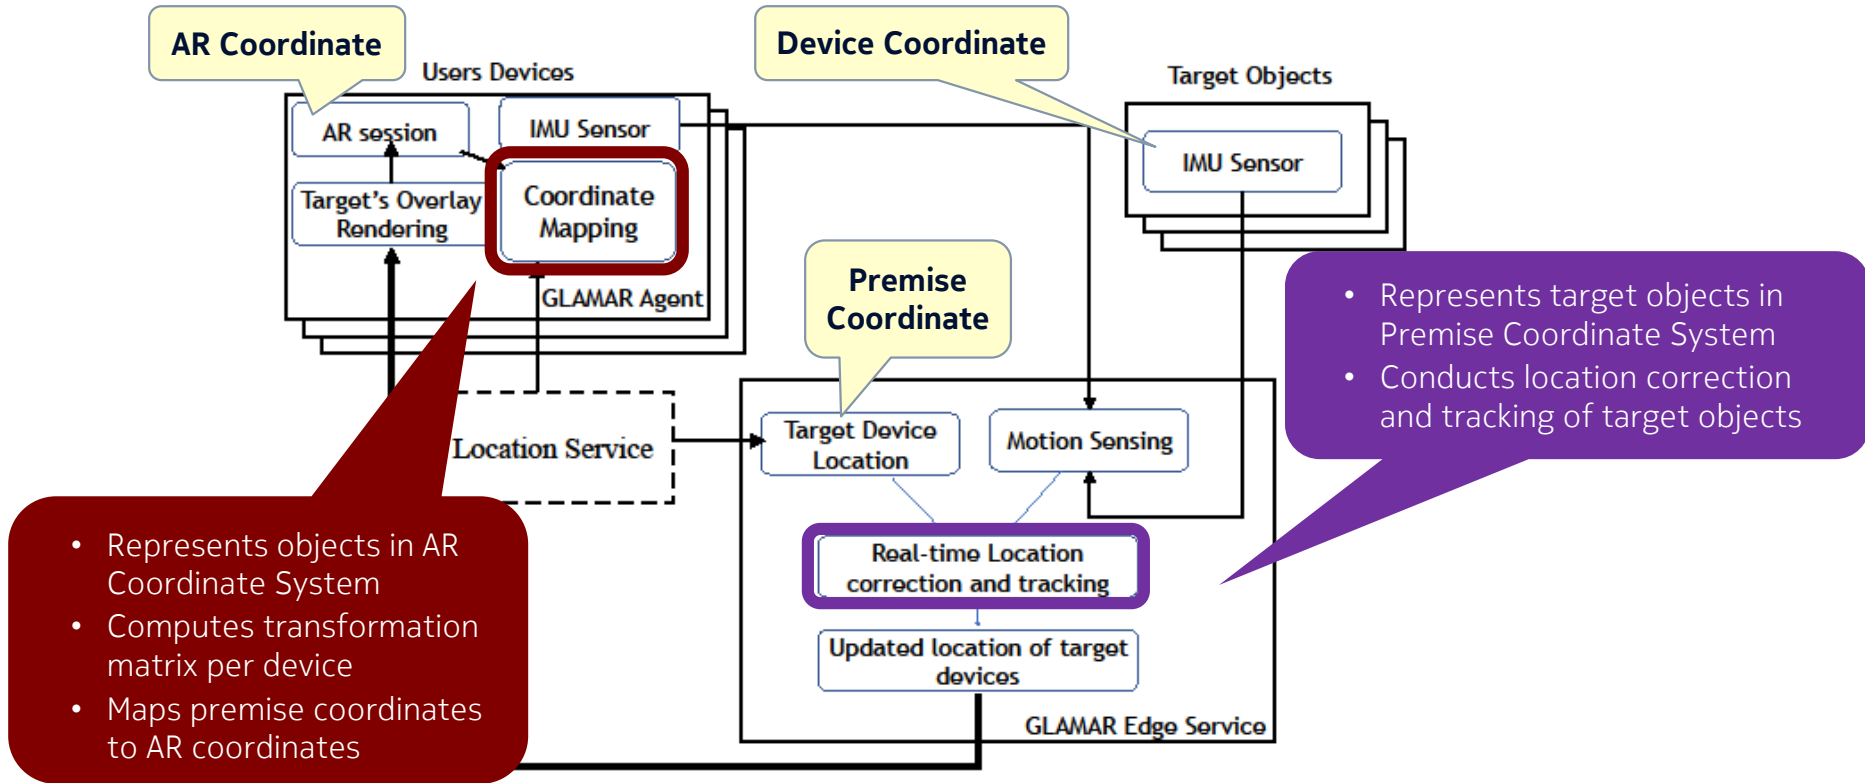 AR Coordinate
Device Coordinate
Users Devices
Target Objects
AR session
IMU Sensor
IMU Sensor
Target's Overlay
Rendering
Coordinate
Mapping
GLAMAR Agent
Premise
Coordinate
• Represents target objects in
Premise Coordinate System
• Conducts location correction
and tracking of target objects
Location Service
Target Device
Location
Motion Sensing
Real-time Location
correction and tracking
Updated location of target
devices
GLAMAR Edge Service
• Represents objects in AR
Coordinate System
• Computes transformation
matrix per device
• Maps premise coordinates
to AR coordinates